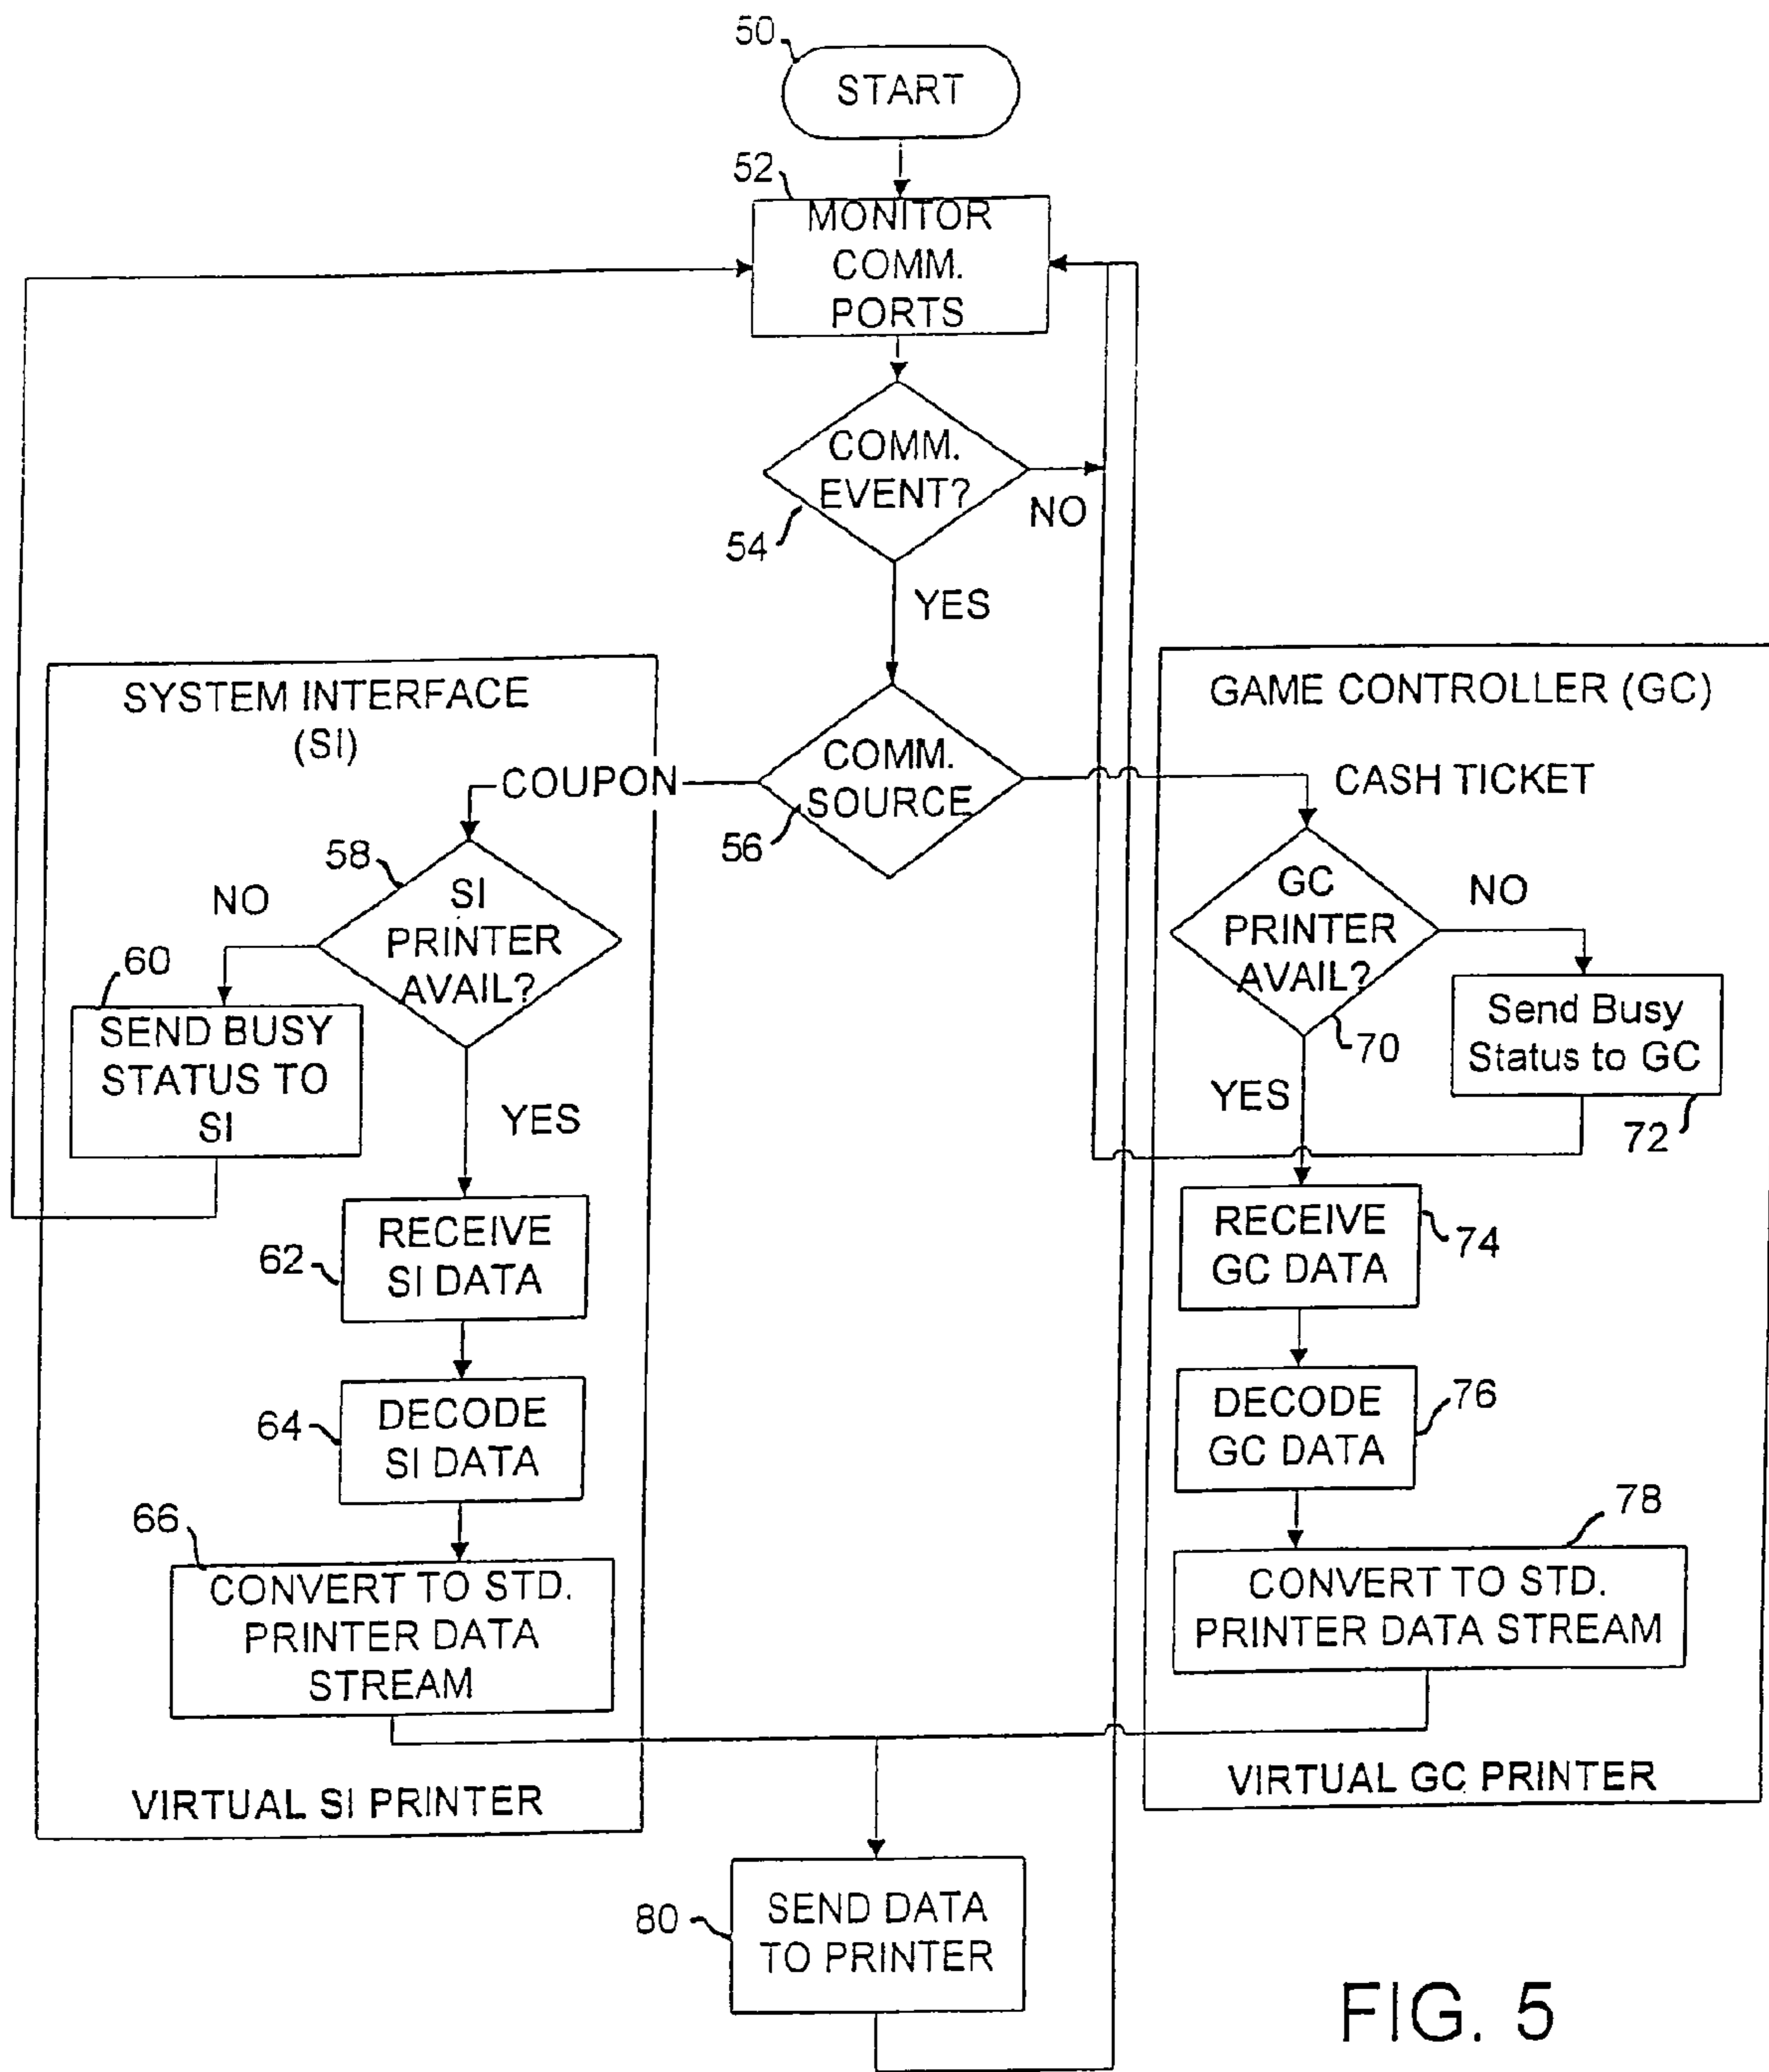 50
START
52
MONITOR
COMM.
PORTS
COMM.
EVENT?
54
NO
YES
SYSTEM INTERFACE
(SI)
GAME CONTROLLER (GC)
COMM.
SOURCE
56
COUPON
CASH TICKET
58
SI
PRINTER
AVAIL?
NO
60
SEND BUSY
STATUS TO
SI
YES
62
RECEIVE
SI DATA
64
DECODE
SI DATA
66
CONVERT TO STD.
PRINTER DATA
STREAM
VIRTUAL SI PRINTER
GC
PRINTER
AVAIL?
NO
70
Send Busy
Status to GC
72
YES
RECEIVE
GC DATA
74
DECODE
GC DATA
76
78
CONVERT TO STD.
PRINTER DATA STREAM
VIRTUAL GC PRINTER
80
SEND DATA
TO PRINTER
FIG. 5